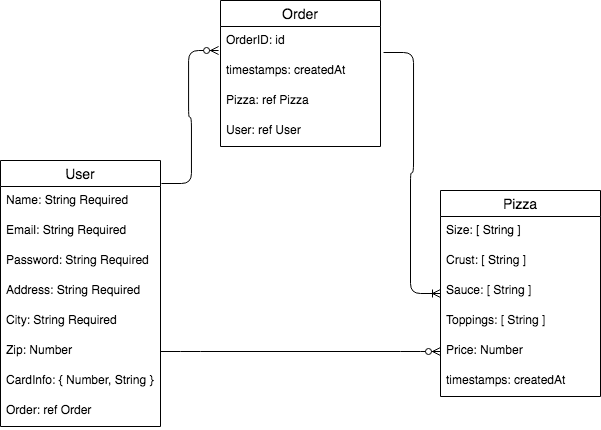 Order
OrderID: id
timestamps: createdAt
Pizza: ref Pizza
User: ref User
User
Name: String Required
Email: String Required
Password: String Required
Address: String Required
City: String Required
Zip: Number
CardInfo: { Number, String }
Order: ref Order
Pizza
Size: [ String ]
Crust: [ String ]
Sauce: [ String ]
Toppings: [ String ]
Price: Number
timestamps: createdAt